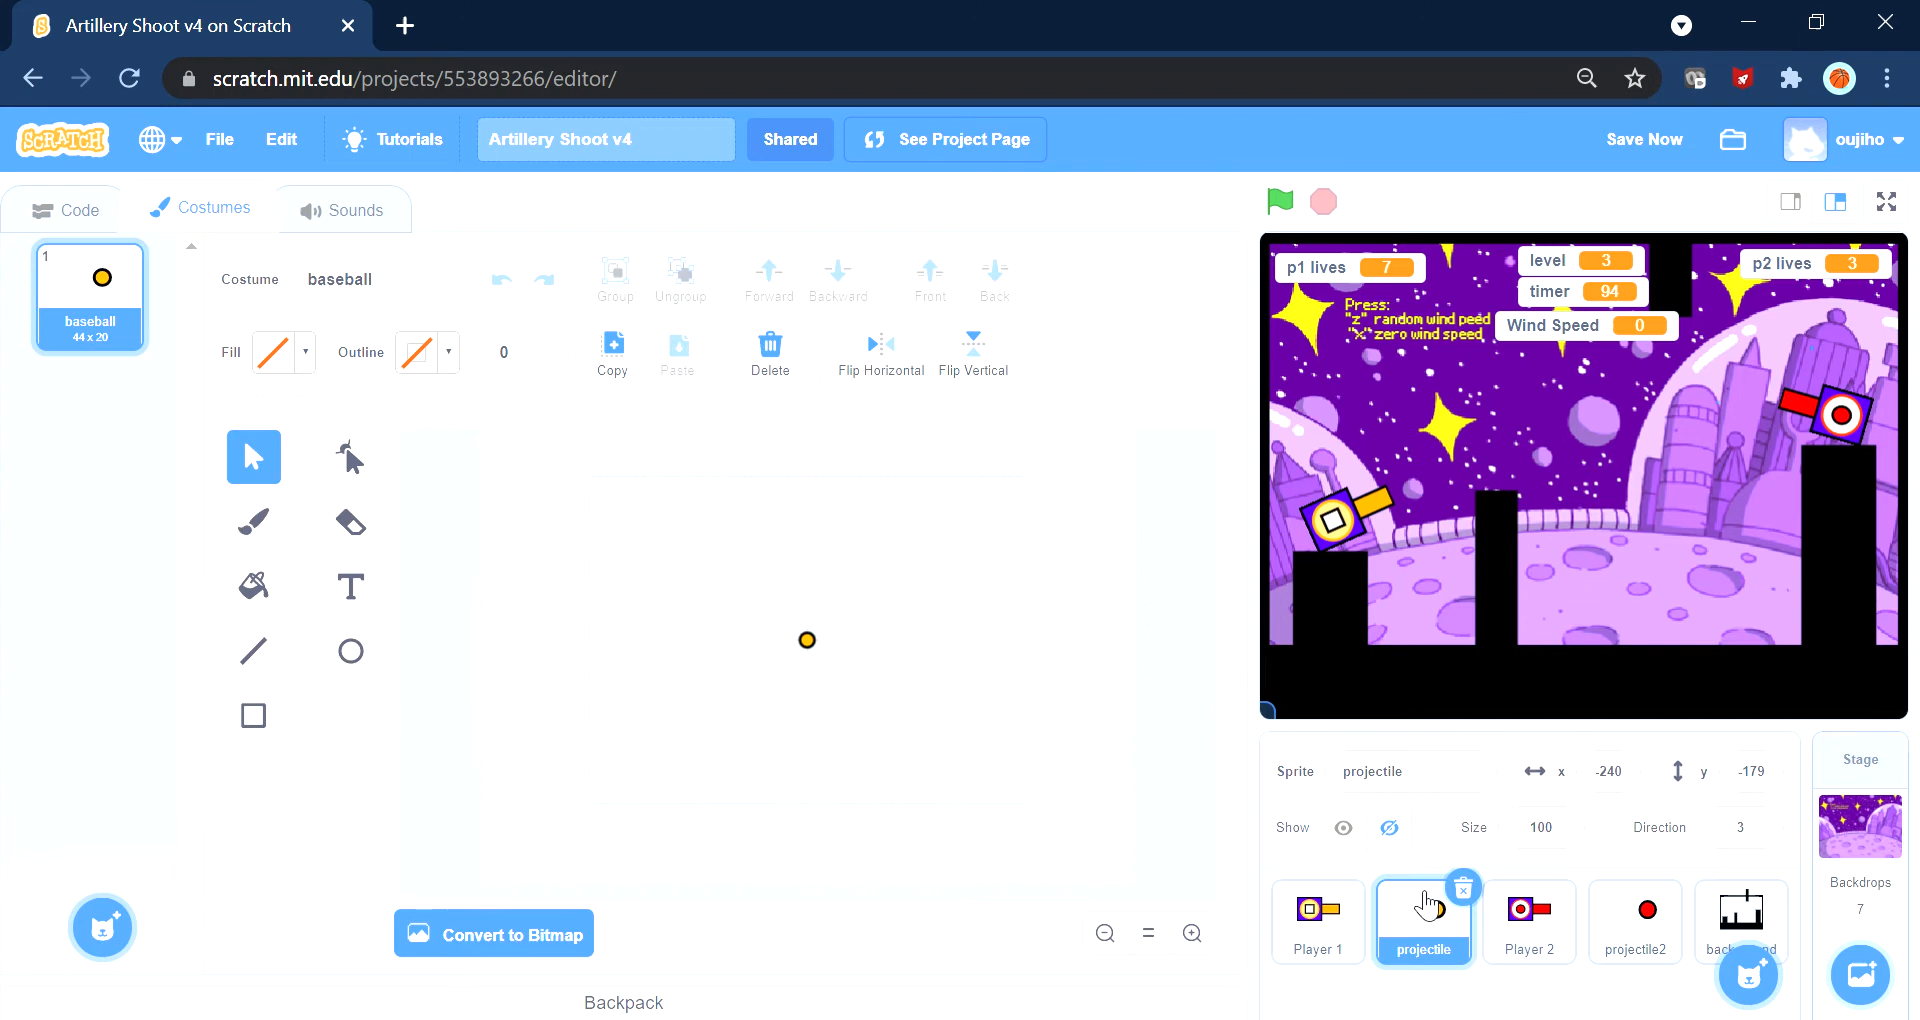 Artillery Shoot v4 on Scratch
scratch.mit.edu/projects/553893266/editor/
SCRATCH
File
Edit
Tutorials
Artillery Shoot v4
Shared
See Project Page
Save Now
oujiho
Code
Costumes
Sounds
1
baseball
44 x 20
Costume
baseball
Group
Ungroup
Forward
Backward
Front
Back
Fill
Outline
0
Copy
Paste
Delete
Flip Horizontal
Flip Vertical
Convert to Bitmap
Backpack
p1 lives 7
level 3
p2 lives 3
timer 94
Wind Speed 0
Press:
"z" random wind peed
"x" zero wind speed
Sprite
projectile
x
-240
y
-179
Show
Size
100
Direction
3
Player 1
projectile
Player 2
projectile2
Stage
Backdrops
7